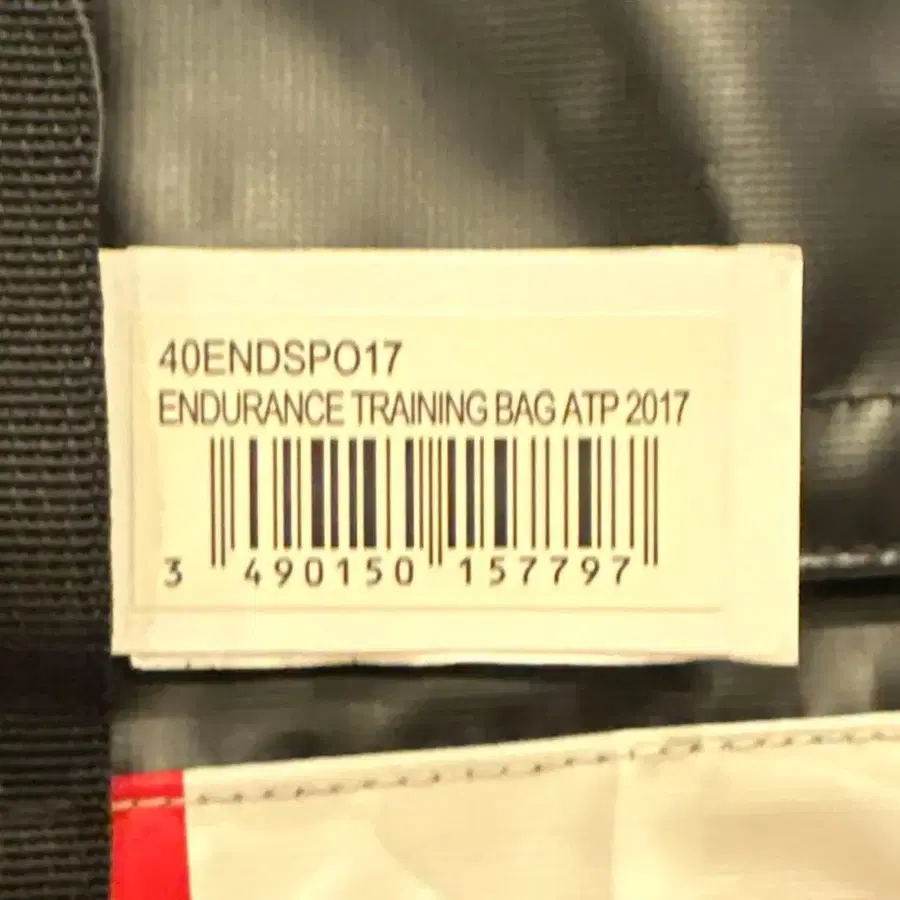 40ENDSPO17
ENDURANCE TRAINING BAG ATP 2017
3 490150 157797